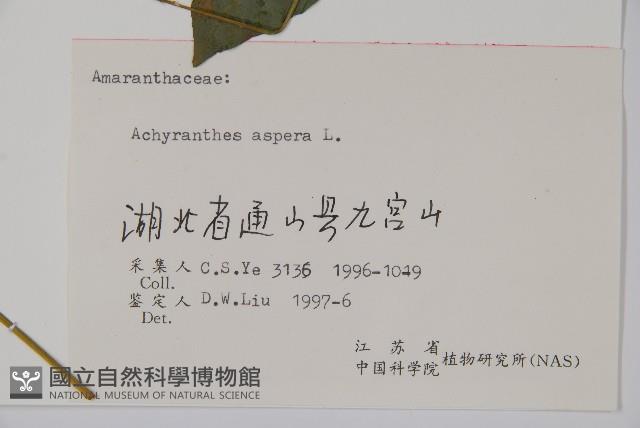 Amaranthaceae:
Achyranthes aspera L.
湖北省通山县九宫山
采集人 C.S.Ye 3136 1996-1019
Coll.
鉴定人 D.W.Liu 1997-6
Det.
江苏省
中国科学院 植物研究所(NAS)
國立自然科學博物館
NATIONAL MUSEUM OF NATURAL SCIENCE